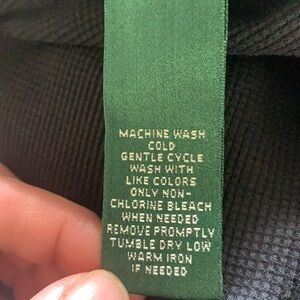 MACHINE WASH
COLD
GENTLE CYCLE
WASH WITH
LIKE COLORS
ONLY NON-
CHLORINE BLEACH
WHEN NEEDED
REMOVE PROMPTLY
TUMBLE DRY LOW
WARM IRON
IF NEEDED